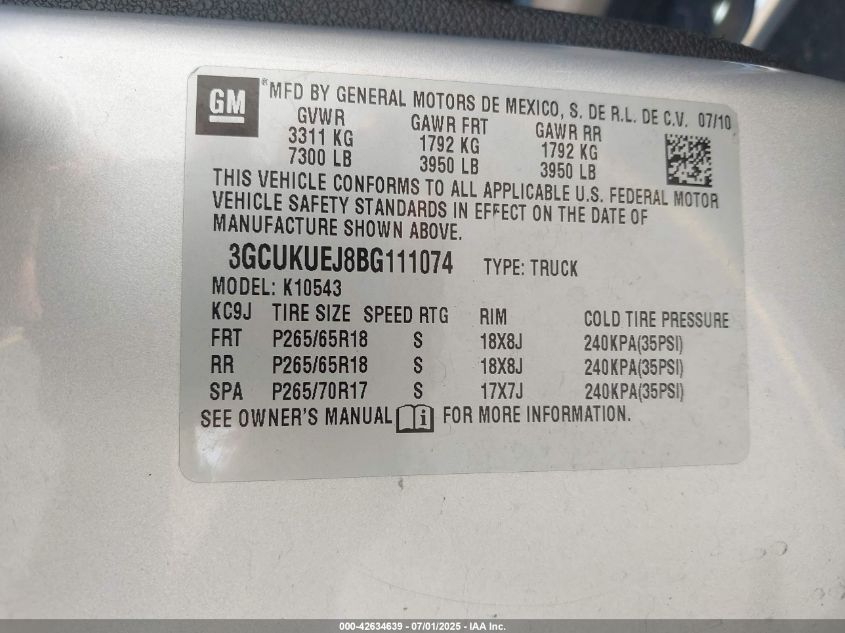 GM
MFD BY GENERAL MOTORS DE MEXICO, S. DE R.L. DE C.V. 07/10
GVWR GAWR FRT GAWR RR
3311 KG 1792 KG 1792 KG
7300 LB 3950 LB 3950 LB
THIS VEHICLE CONFORMS TO ALL APPLICABLE U.S. FEDERAL MOTOR
VEHICLE SAFETY STANDARDS IN EFFECT ON THE DATE OF
MANUFACTURE SHOWN ABOVE.
3GCUKUEJ8BG111074 TYPE: TRUCK
MODEL: K10543
KC9J TIRE SIZE SPEED RTG RIM COLD TIRE PRESSURE
FRT P265/65R18 S 18X8J 240KPA(35PSI)
RR P265/65R18 S 18X8J 240KPA(35PSI)
SPA P265/70R17 S 17X7J 240KPA(35PSI)
SEE OWNER'S MANUAL i FOR MORE INFORMATION.
000-42634639 - 07/01/2025 - IAA Inc.